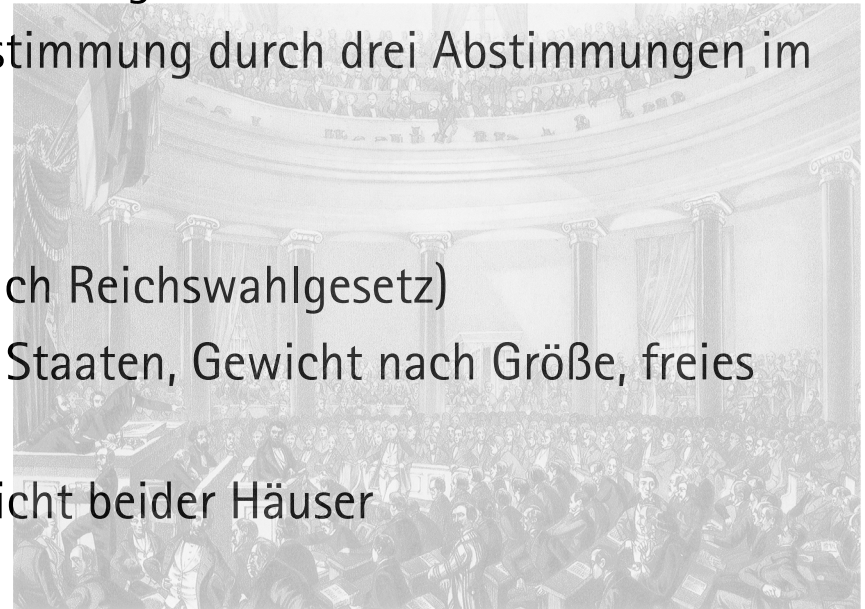 stimmung durch drei Abstimmungen im
ch Reichswahlgesetz)
Staaten, Gewicht nach Größe, freies
icht beider Häuser